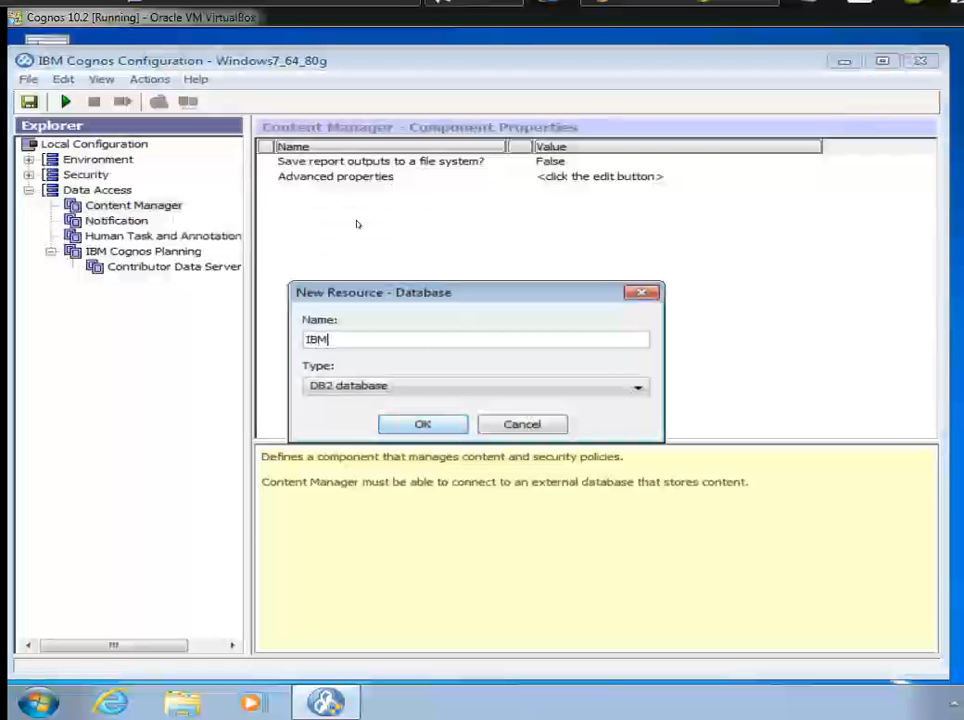 Cognos 10.2 [Running] - Oracle VM VirtualBox
IBM Cognos Configuration - Windows7_64_80g
File Edit View Actions Help
Explorer
Local Configuration
Environment
Security
Data Access
Content Manager
Notification
Human Task and Annotation
IBM Cognos Planning
Contributor Data Server
Content Manager - Component Properties
Name Value
Save report outputs to a file system? False
Advanced properties <click the edit button>
New Resource - Database
Name:
IBM
Type:
DB2 database
OK Cancel
Defines a component that manages content and security policies.
Content Manager must be able to connect to an external database that stores content.